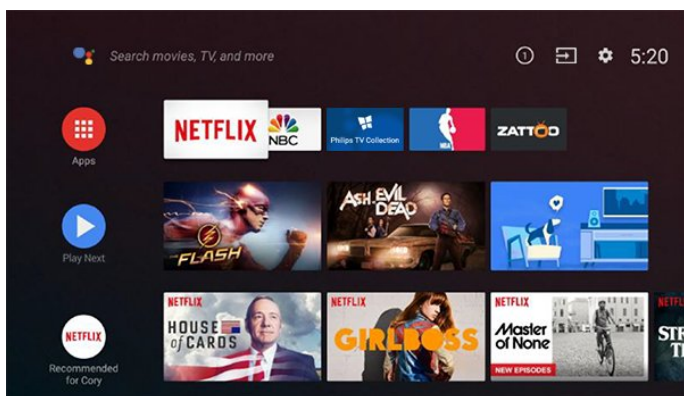 Search movies, TV, and more
1
5:20
Apps
NETFLIX
NBC
Philips TV Collection
NBA
ZATTOO
Play Next
THE
FLASH
ASH VS EVIL
DEAD
NETFLIX
Recommended
for Cory
NETFLIX
HOUSE
of CARDS
NETFLIX
GIRLBOSS
NETFLIX
Master
of None
NEW EPISODES
STR
T